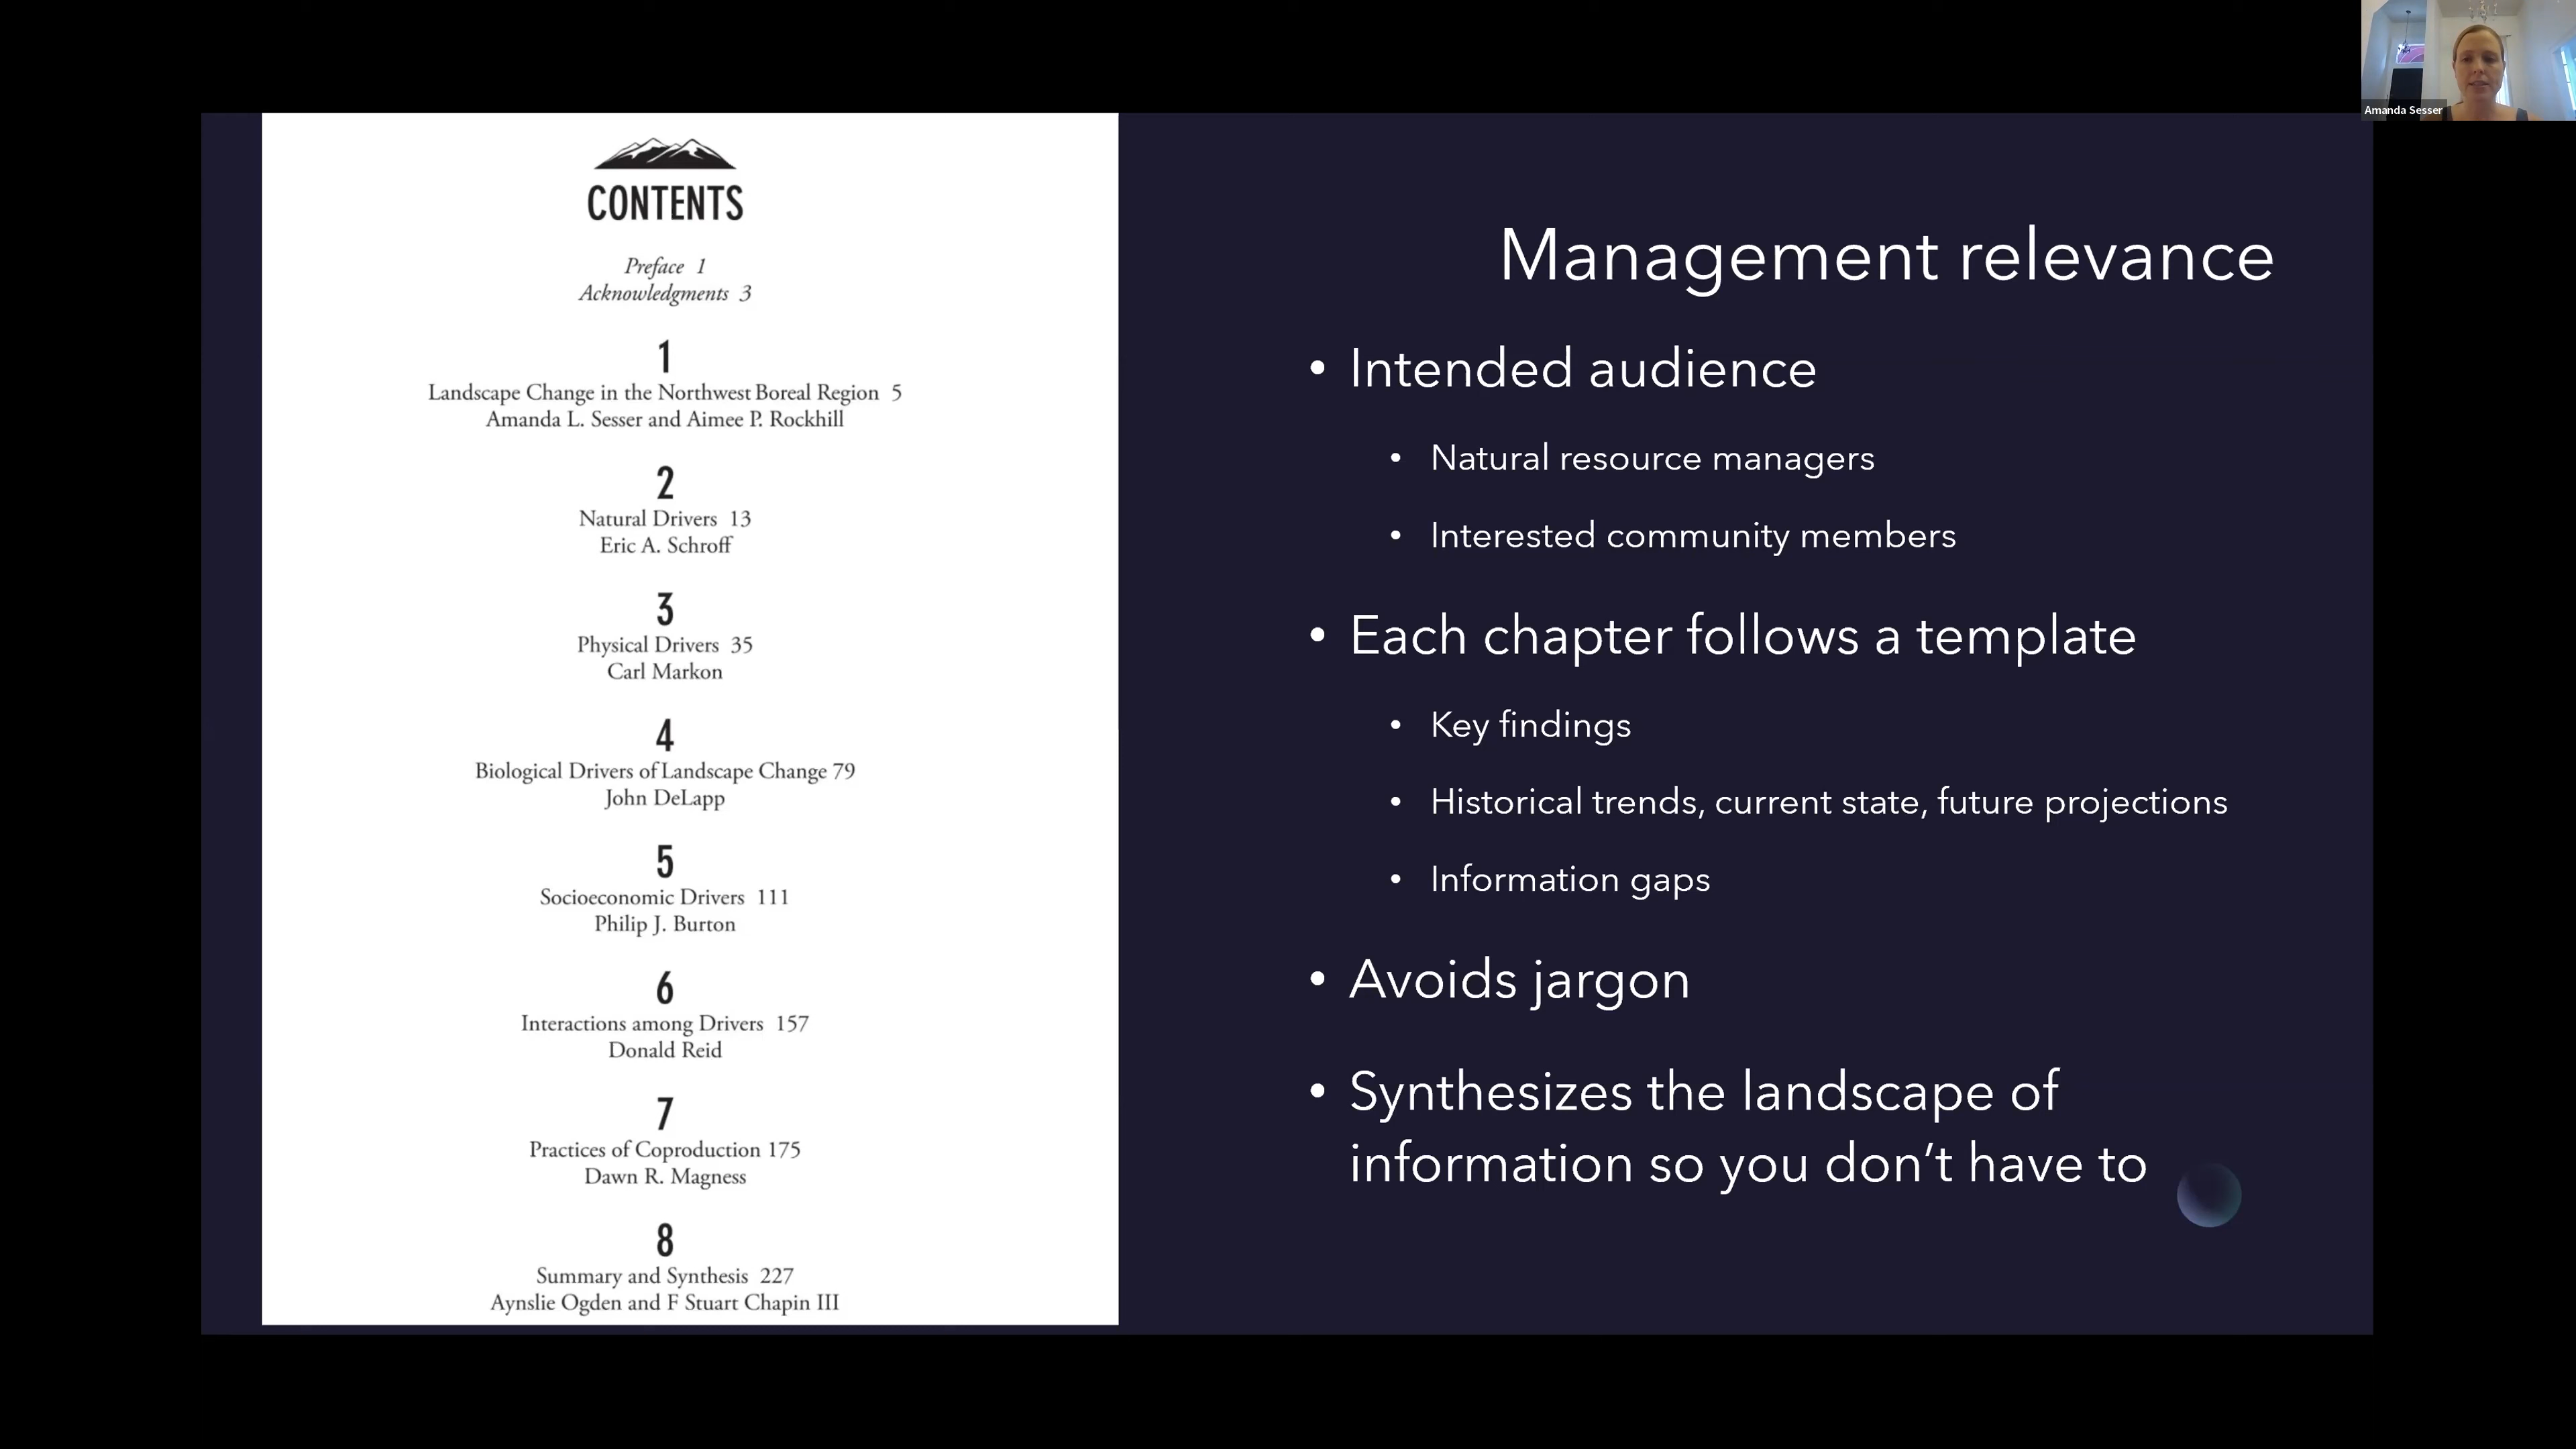 CONTENTS
Preface 1
Acknowledgments 3
1
Landscape Change in the Northwest Boreal Region 5
Amanda L. Sesser and Aimee P. Rockhill
2
Natural Drivers 13
Eric A. Schroff
3
Physical Drivers 35
Carl Markon
4
Biological Drivers of Landscape Change 79
John DeLapp
5
Socioeconomic Drivers 111
Philip J. Burton
6
Interactions among Drivers 157
Donald Reid
7
Practices of Coproduction 175
Dawn R. Magness
8
Summary and Synthesis 227
Aynslie Ogden and F Stuart Chapin III
Management relevance
• Intended audience
• Natural resource managers
• Interested community members
• Each chapter follows a template
• Key findings
• Historical trends, current state, future projections
• Information gaps
• Avoids jargon
• Synthesizes the landscape of
information so you don't have to
Amanda Sesser